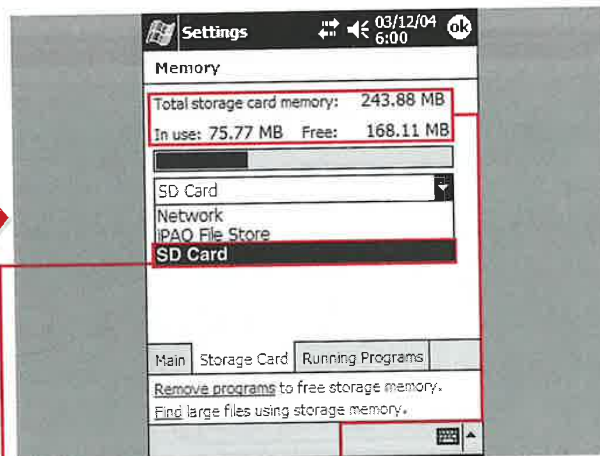 Settings 03/12/04 6:00 ok
Memory
Total storage card memory: 243.88 MB
In use: 75.77 MB Free: 168.11 MB
SD Card
Network
iPAQ File Store
SD Card
Main Storage Card Running Programs
Remove programs to free storage memory.
Find large files using storage memory.